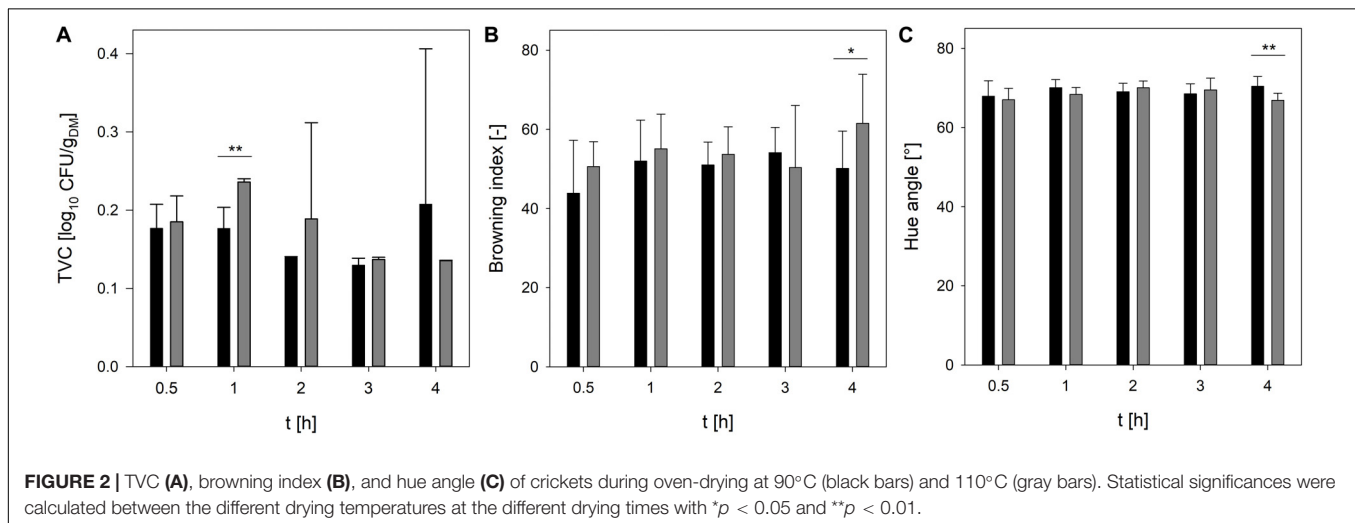 A
TVC [log10 CFU/gDM]
0.4
0.3
0.2
0.1
0.0
**
0.5 1 2 3 4
t [h]
B
Browning index [-]
80
60
40
20
0
*
0.5 1 2 3 4
t [h]
C
Hue angle [°]
80
60
40
20
0
**
0.5 1 2 3 4
t [h]
FIGURE 2 | TVC (A), browning index (B), and hue angle (C) of crickets during oven-drying at 90°C (black bars) and 110°C (gray bars). Statistical significances were
calculated between the different drying temperatures at the different drying times with *p < 0.05 and **p < 0.01.